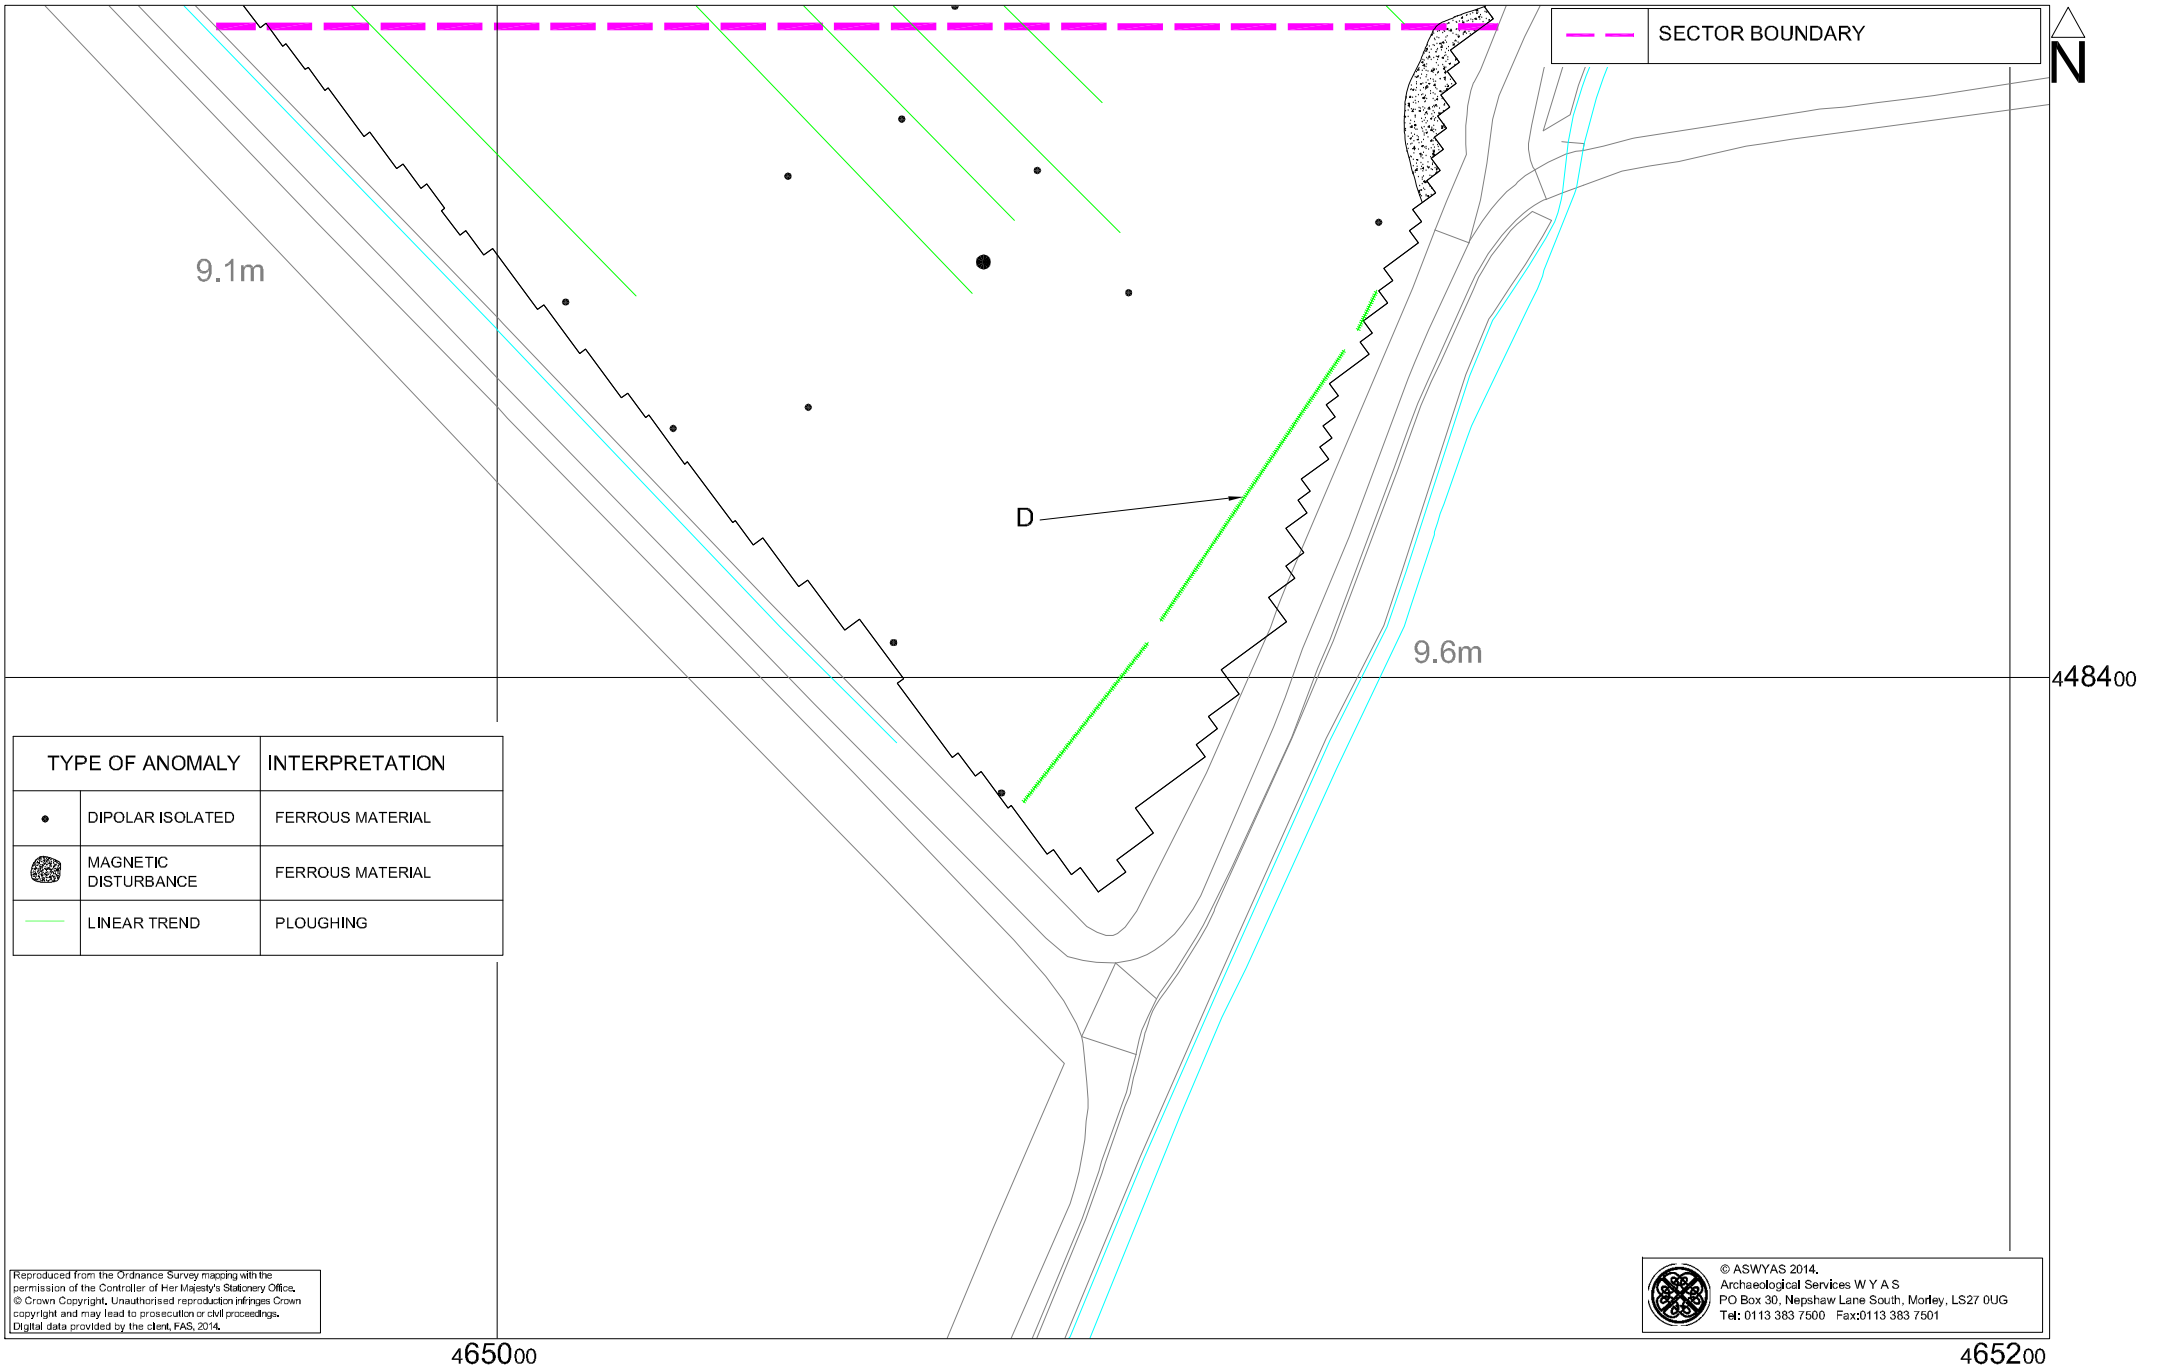 SECTOR BOUNDARY
N
9.1m
D
9.6m
448400
TYPE OF ANOMALY INTERPRETATION
DIPOLAR ISOLATED FERROUS MATERIAL
MAGNETIC
DISTURBANCE FERROUS MATERIAL
LINEAR TREND PLOUGHING
Reproduced from the Ordnance Survey mapping with the
permission of the Controller of Her Majesty's Stationery Office.
© Crown Copyright. Unauthorised reproduction infringes Crown
copyright and may lead to prosecution or civil proceedings.
Digital data provided by the client, FAS, 2014.
© ASWYAS 2014.
Archaeological Services W Y A S
PO Box 30, Nepshaw Lane South, Morley, LS27 0UG
Tel: 0113 383 7500 Fax:0113 383 7501
465000
465200